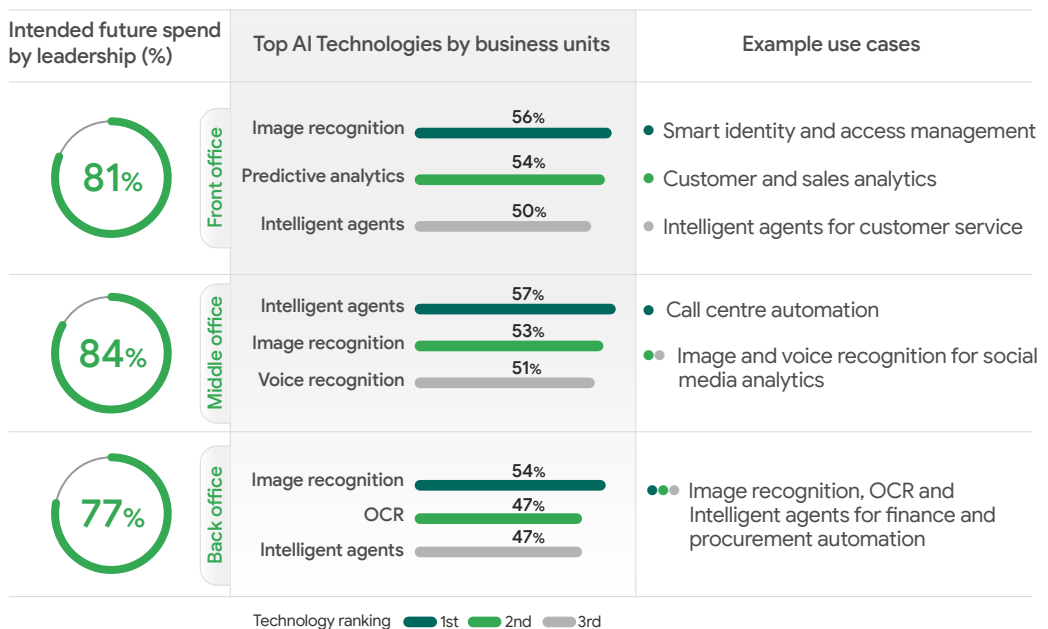 Intended future spend
by leadership (%)
Top AI Technologies by business units
Example use cases
81%
Front office
Image recognition
56%
Predictive analytics
54%
Intelligent agents
50%
Smart identity and access management
Customer and sales analytics
Intelligent agents for customer service
84%
Middle office
Intelligent agents
57%
Image recognition
53%
Voice recognition
51%
Call centre automation
Image and voice recognition for social
media analytics
77%
Back office
Image recognition
54%
OCR
47%
Intelligent agents
47%
Image recognition, OCR and
Intelligent agents for finance and
procurement automation
Technology ranking
1st
2nd
3rd